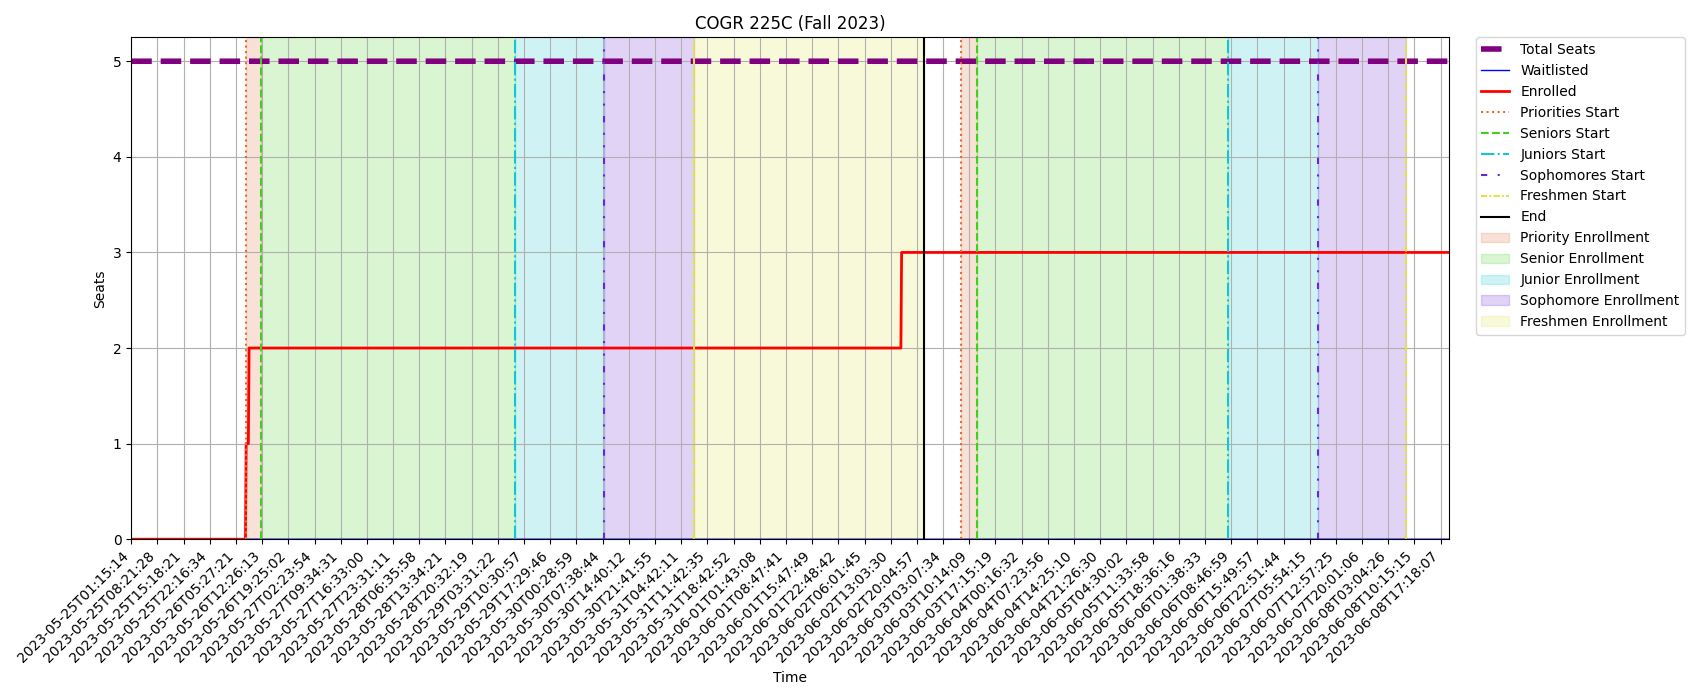 COGR 225C (Fall 2023)
Total Seats
Waitlisted
Enrolled
Priorities Start
Seniors Start
Juniors Start
Sophomores Start
Freshmen Start
End
Priority Enrollment
Senior Enrollment
Junior Enrollment
Sophomore Enrollment
Freshmen Enrollment
Seats
5
4
3
2
1
0
2023-05-25T01:15:14
2023-05-25T08:21:28
2023-05-25T15:18:21
2023-05-25T22:16:34
2023-05-26T05:27:21
2023-05-26T12:26:13
2023-05-26T19:25:02
2023-05-27T02:23:54
2023-05-27T09:34:31
2023-05-27T16:33:00
2023-05-27T23:31:11
2023-05-28T06:35:58
2023-05-28T13:34:21
2023-05-28T20:32:19
2023-05-29T03:31:22
2023-05-29T10:30:57
2023-05-29T17:29:46
2023-05-30T00:28:59
2023-05-30T07:38:44
2023-05-30T14:40:12
2023-05-30T21:41:55
2023-05-31T04:42:11
2023-05-31T11:42:35
2023-05-31T18:42:52
2023-06-01T01:43:08
2023-06-01T08:47:41
2023-06-01T15:47:49
2023-06-01T22:48:42
2023-06-02T06:01:45
2023-06-02T13:03:30
2023-06-02T20:04:57
2023-06-03T03:07:34
2023-06-03T10:14:09
2023-06-03T17:15:19
2023-06-04T00:16:32
2023-06-04T07:23:56
2023-06-04T14:25:10
2023-06-04T21:26:30
2023-06-05T04:30:02
2023-06-05T11:33:58
2023-06-05T18:36:16
2023-06-06T01:38:33
2023-06-06T08:46:59
2023-06-06T15:49:57
2023-06-06T22:51:44
2023-06-07T05:54:15
2023-06-07T12:57:25
2023-06-07T20:01:06
2023-06-08T03:04:26
2023-06-08T10:15:15
2023-06-08T17:18:07
Time